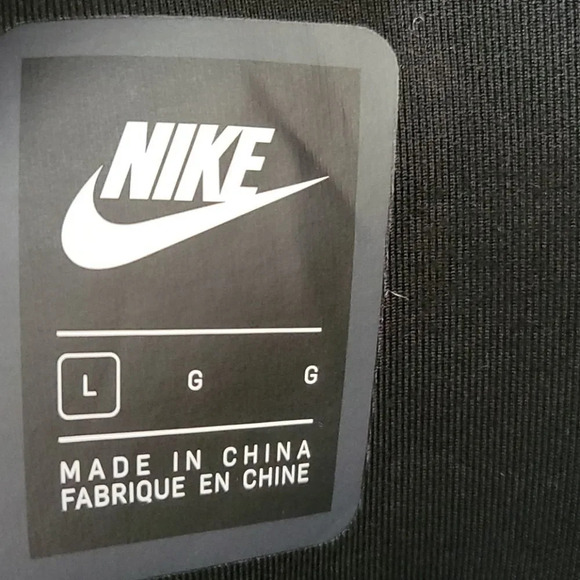 NIKE
L G G
MADE IN CHINA
FABRIQUE EN CHINE